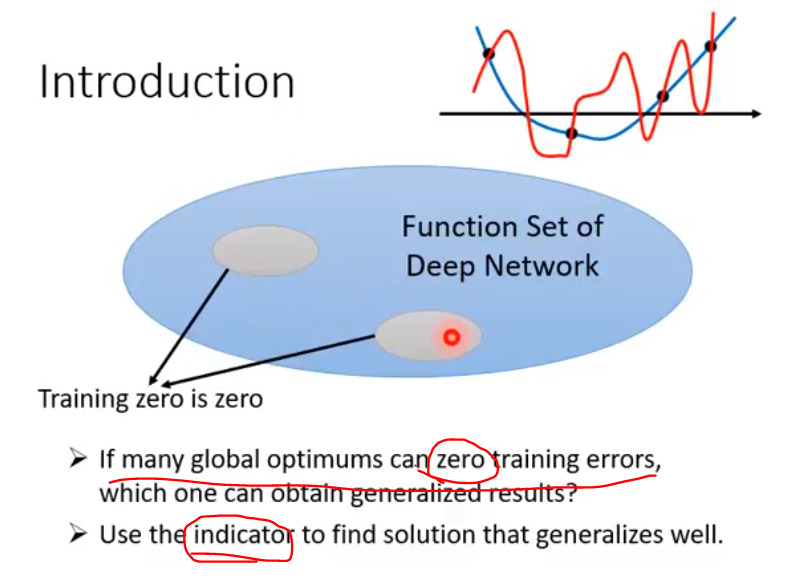 Introduction
Function Set of
Deep Network
Training zero is zero
If many global optimums can zero training errors,
which one can obtain generalized results?
Use the indicator to find solution that generalizes well.